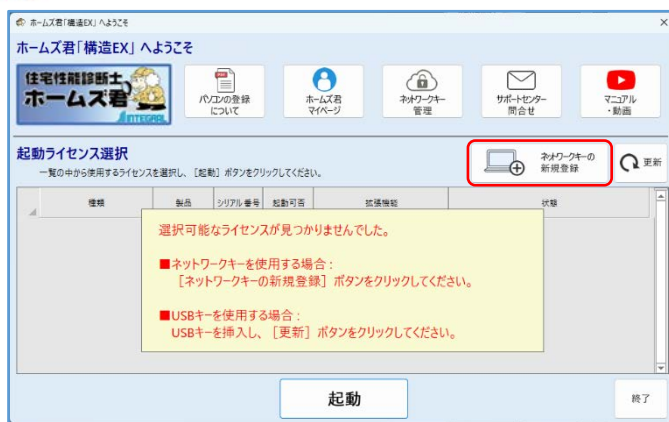 ホームズ君「構造EX」 へようこそ
ホームズ君「構造EX」 へようこそ
住宅性能診断士
ホームズ君
INTEGRAL
パソコンの登録
について
ホームズ君
マイページ
ネットワークキー
管理
サポートセンター
問合せ
マニュアル
・動画
起動ライセンス選択
一覧の中から使用するライセンスを選択し、［起動］ボタンをクリックしてください。
ネットワークキーの
新規登録
更新
種類 製品 シリアル番号 起動可否 拡張機能 状態
選択可能なライセンスが見つかりませんでした。
■ネットワークキーを使用する場合：
［ネットワークキーの新規登録］ボタンをクリックしてください。
■USBキーを使用する場合：
USBキーを挿入し、［更新］ボタンをクリックしてください。
起動
終了